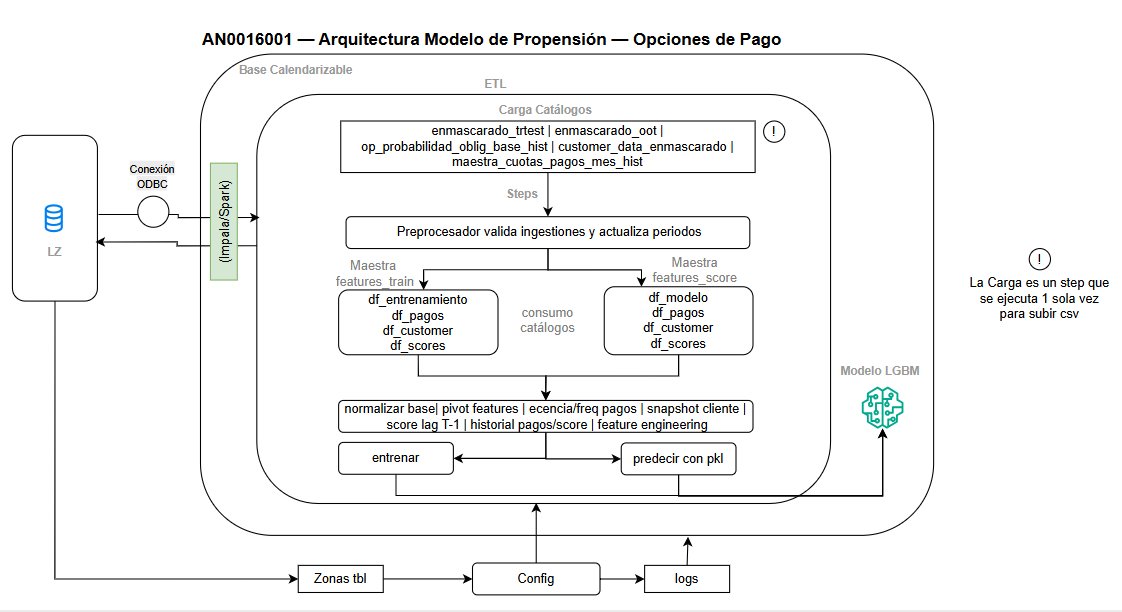 AN0016001 — Arquitectura Modelo de Propensión — Opciones de Pago
Base Calendarizable
ETL
Carga Catálogos
enmascarado_trtest | enmascarado_oot |
op_probabilidad_oblig_base_hist | customer_data_enmascarado |
maestra_cuotas_pagos_mes_hist
!
Conexión
ODBC
(Impala/Spark)
LZ
Steps
Preprocesador valida ingestiones y actualiza periodos
Maestra
features_train
Maestra
features_score
df_entrenamiento
df_pagos
df_customer
df_scores
consumo
catálogos
df_modelo
df_pagos
df_customer
df_scores
!
La Carga es un step que
se ejecuta 1 sola vez
para subir csv
Modelo LGBM
normalizar base| pivot features | ecencia/freq pagos | snapshot cliente |
score lag T-1 | historial pagos/score | feature engineering
entrenar
predecir con pkl
Zonas tbl
Config
logs